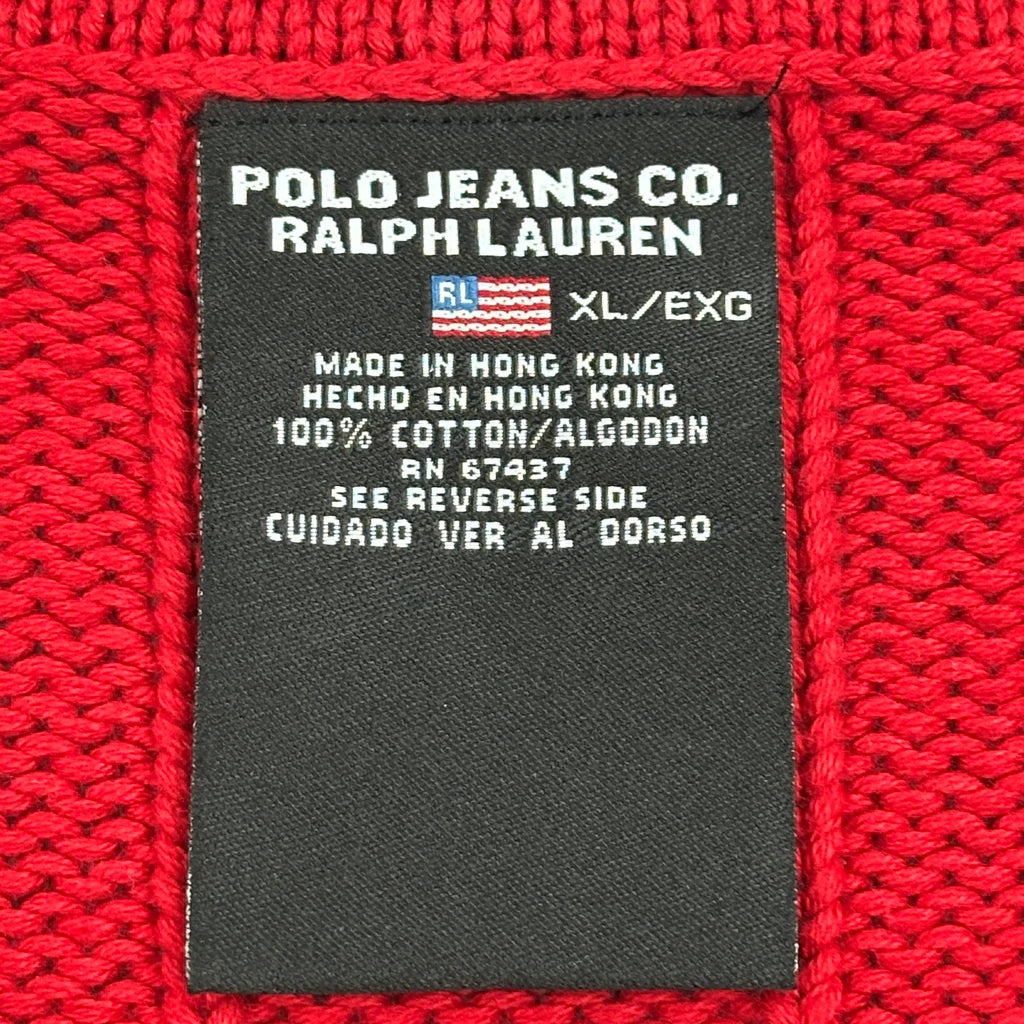 POLO JEANS CO.
RALPH LAUREN
RL XL/EXG
MADE IN HONG KONG
HECHO EN HONG KONG
100% COTTON/ALGODON
RN 67437
SEE REVERSE SIDE
CUIDADO VER AL DORSO